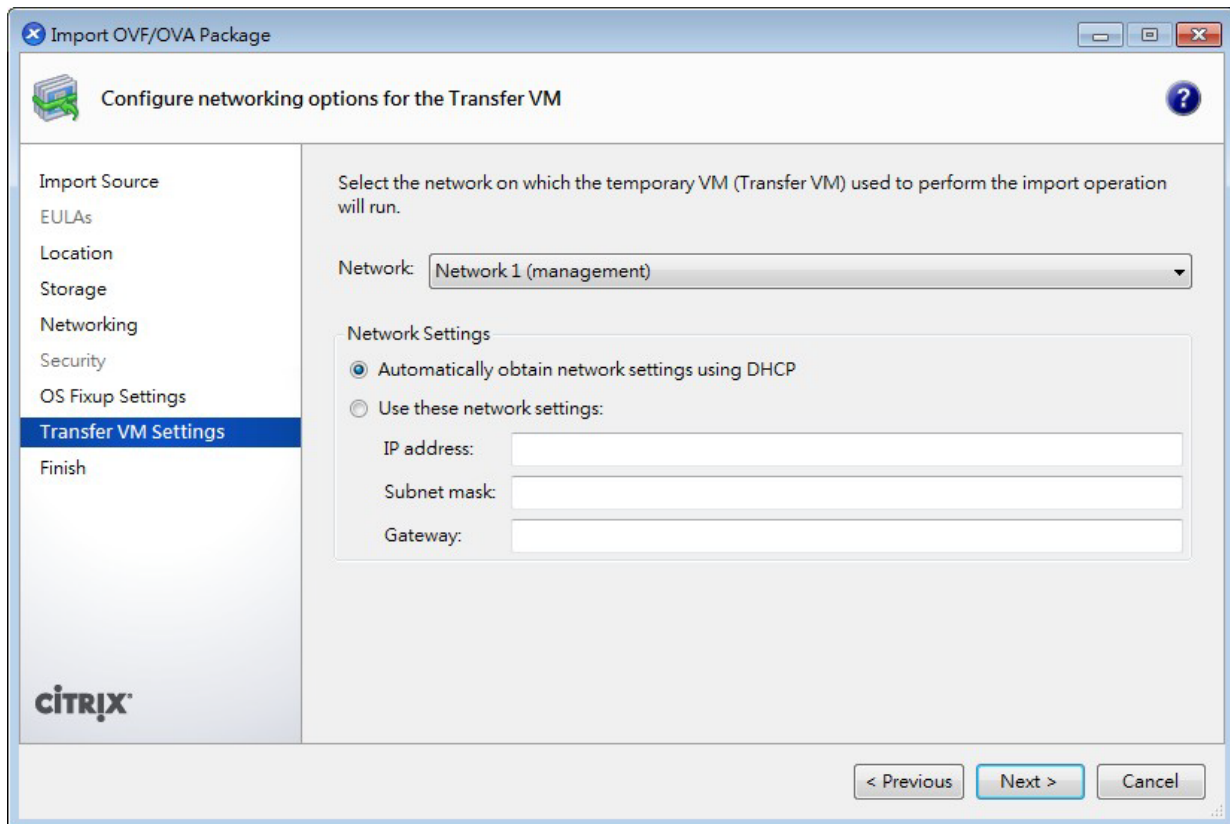 Import OVF/OVA Package
Configure networking options for the Transfer VM
?
Import Source
EULAs
Location
Storage
Networking
Security
OS Fixup Settings
Transfer VM Settings
Finish
CİTRIX
Select the network on which the temporary VM (Transfer VM) used to perform the import operation
will run.
Network: Network 1 (management)
Network Settings
Automatically obtain network settings using DHCP
Use these network settings:
IP address:
Subnet mask:
Gateway:
< Previous Next > Cancel